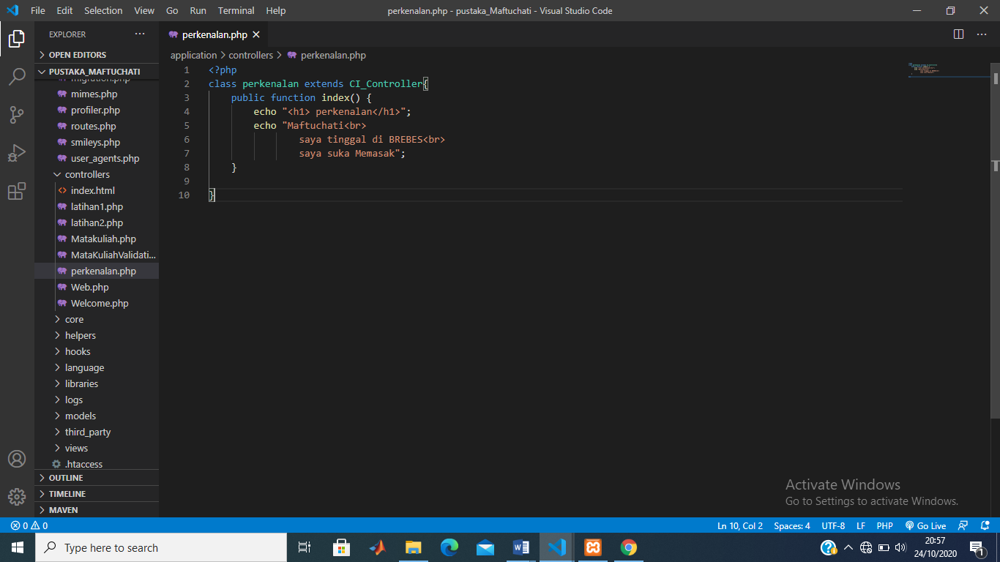 File Edit Selection View Go Run Terminal Help
perkenalan.php - pustaka_Maftuchati - Visual Studio Code
EXPLORER
OPEN EDITORS
PUSTAKA_MAFTUCHATI
migration.php
mimes.php
profiler.php
routes.php
smileys.php
user_agents.php
controllers
index.html
latihan1.php
latihan2.php
Matakuliah.php
MataKuliahValidati...
perkenalan.php
Web.php
Welcome.php
core
helpers
hooks
language
libraries
logs
models
third_party
views
.htaccess
OUTLINE
TIMELINE
MAVEN
perkenalan.php
application > controllers > perkenalan.php
1 <?php
2 class perkenalan extends CI_Controller{
3 public function index() {
4 echo "<h1> perkenalan</h1>";
5 echo "Maftuchati<br>
6 saya tinggal di BREBES<br>
7 saya suka Memasak";
8 }
9
10 }
Activate Windows
Go to Settings to activate Windows.
0 0
Ln 10, Col 2 Spaces: 4 UTF-8 LF PHP Go Live
Type here to search
20:57
24/10/2020
1